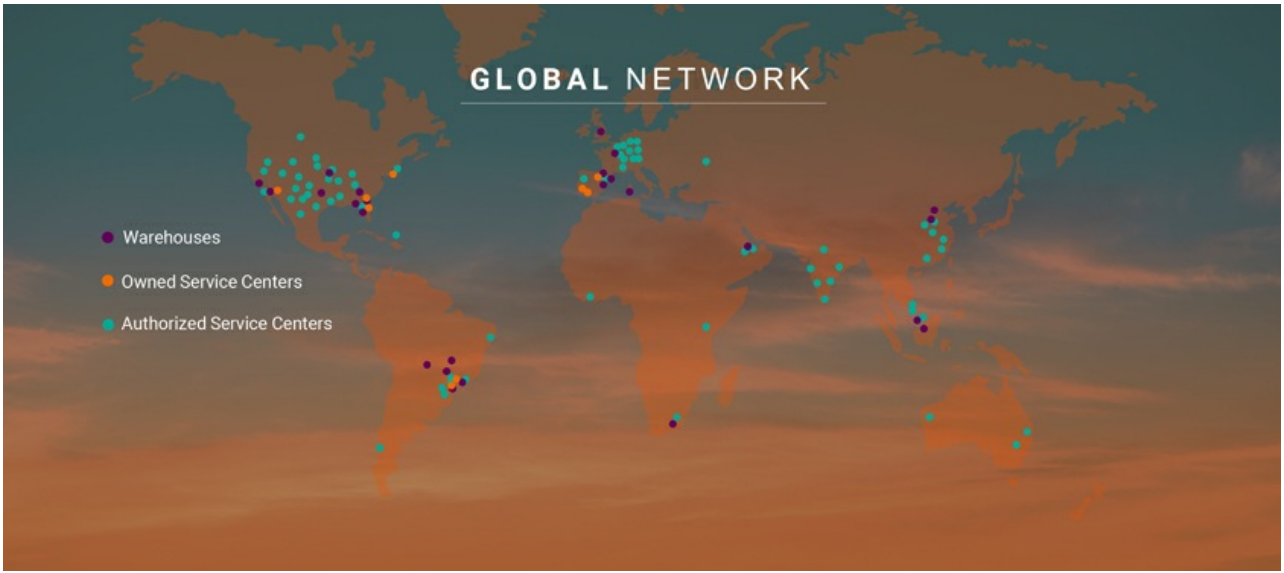 GLOBAL NETWORK
Warehouses
Owned Service Centers
Authorized Service Centers